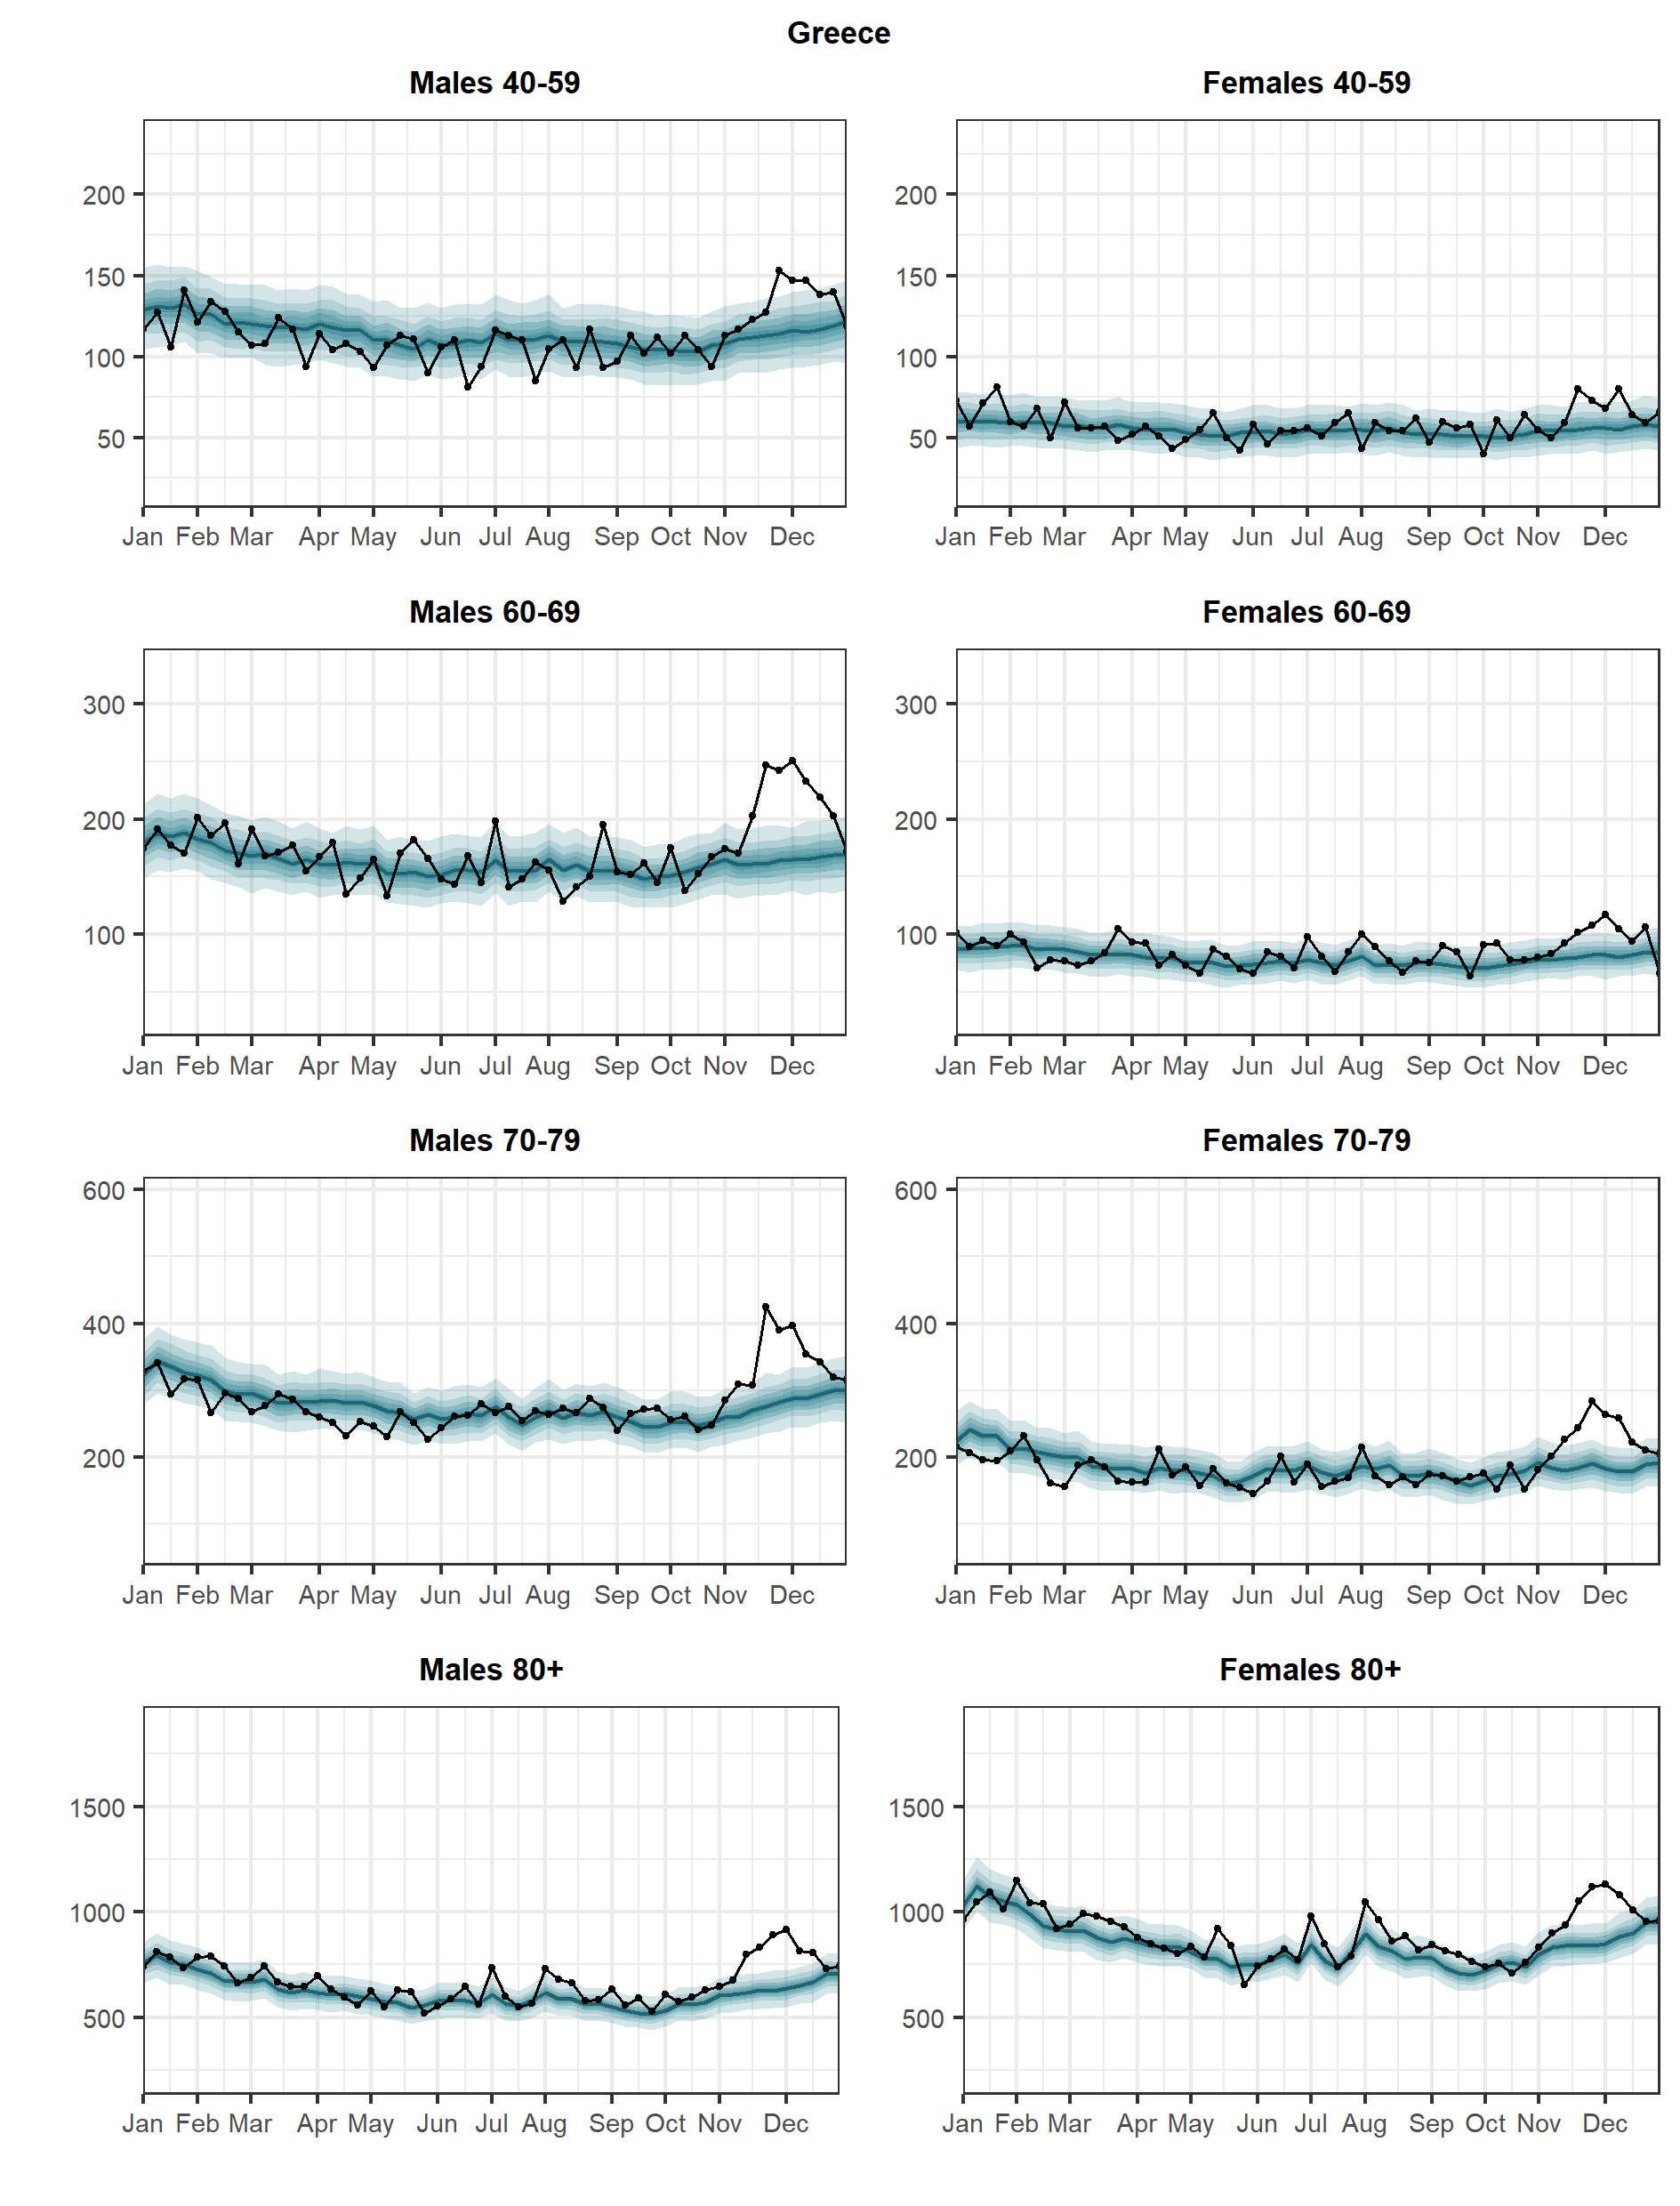 Greece
Males 40-59
Females 40-59
200
150
100
50
Jan Feb Mar Apr May Jun Jul Aug Sep Oct Nov Dec
200
150
100
50
Jan Feb Mar Apr May Jun Jul Aug Sep Oct Nov Dec
Males 60-69
Females 60-69
300
200
100
Jan Feb Mar Apr May Jun Jul Aug Sep Oct Nov Dec
300
200
100
Jan Feb Mar Apr May Jun Jul Aug Sep Oct Nov Dec
Males 70-79
Females 70-79
600
400
200
Jan Feb Mar Apr May Jun Jul Aug Sep Oct Nov Dec
600
400
200
Jan Feb Mar Apr May Jun Jul Aug Sep Oct Nov Dec
Males 80+
Females 80+
1500
1000
500
Jan Feb Mar Apr May Jun Jul Aug Sep Oct Nov Dec
1500
1000
500
Jan Feb Mar Apr May Jun Jul Aug Sep Oct Nov Dec